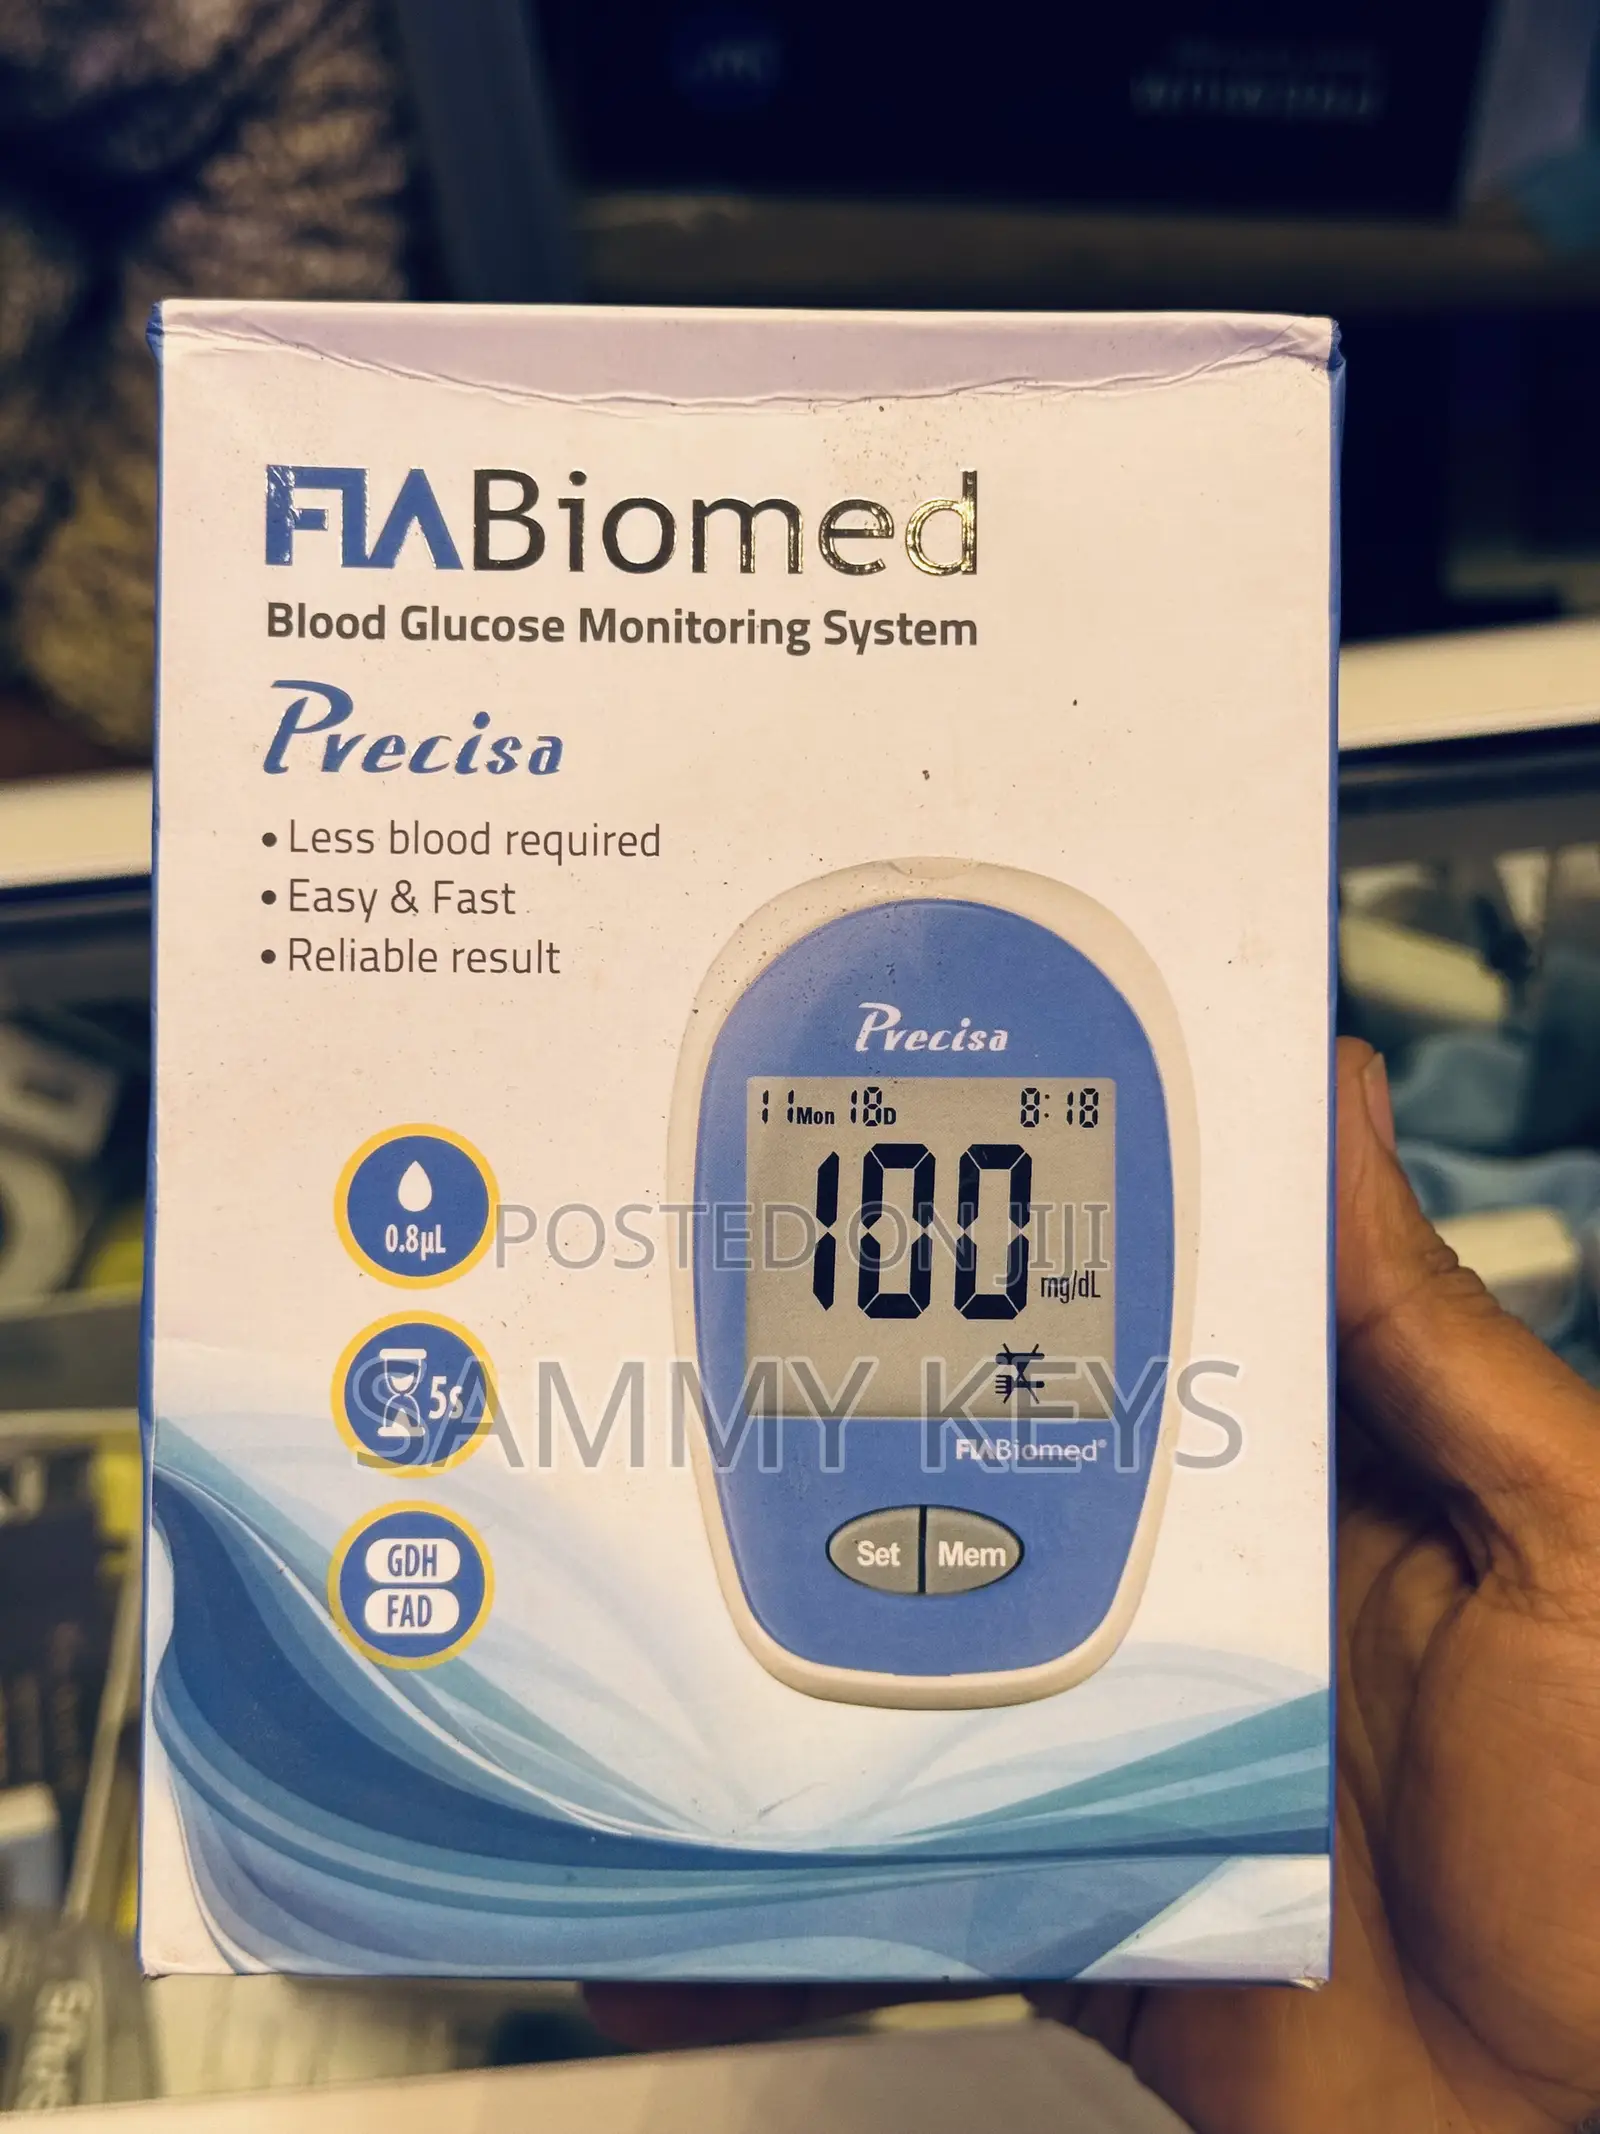 FIABiomed
Blood Glucose Monitoring System
Precisa
• Less blood required
• Easy & Fast
• Reliable result
Precisa
11Mon 18D 8:18
100 mg/dL
0.8µL
POSTED ON JIJI
5s
SAMMY KEYS
FIABiomed®
Set Mem
GDH
FAD